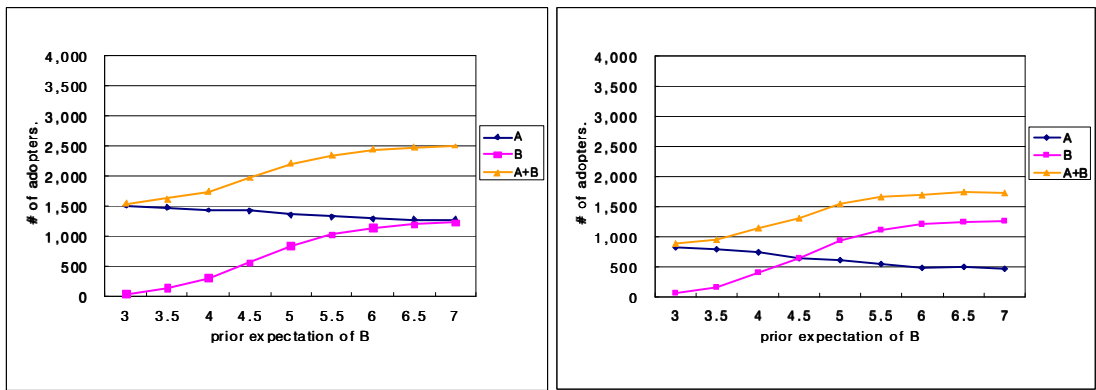 4,000
3,500
3,000
2,500
2,000
1,500
1,000
500
0
# of adopters.
3 3.5 4 4.5 5 5.5 6 6.5 7
prior expectation of B
A
B
A+B
4,000
3,500
3,000
2,500
2,000
1,500
1,000
500
0
# of adopters.
3 3.5 4 4.5 5 5.5 6 6.5 7
prior expectation of B
A
B
A+B